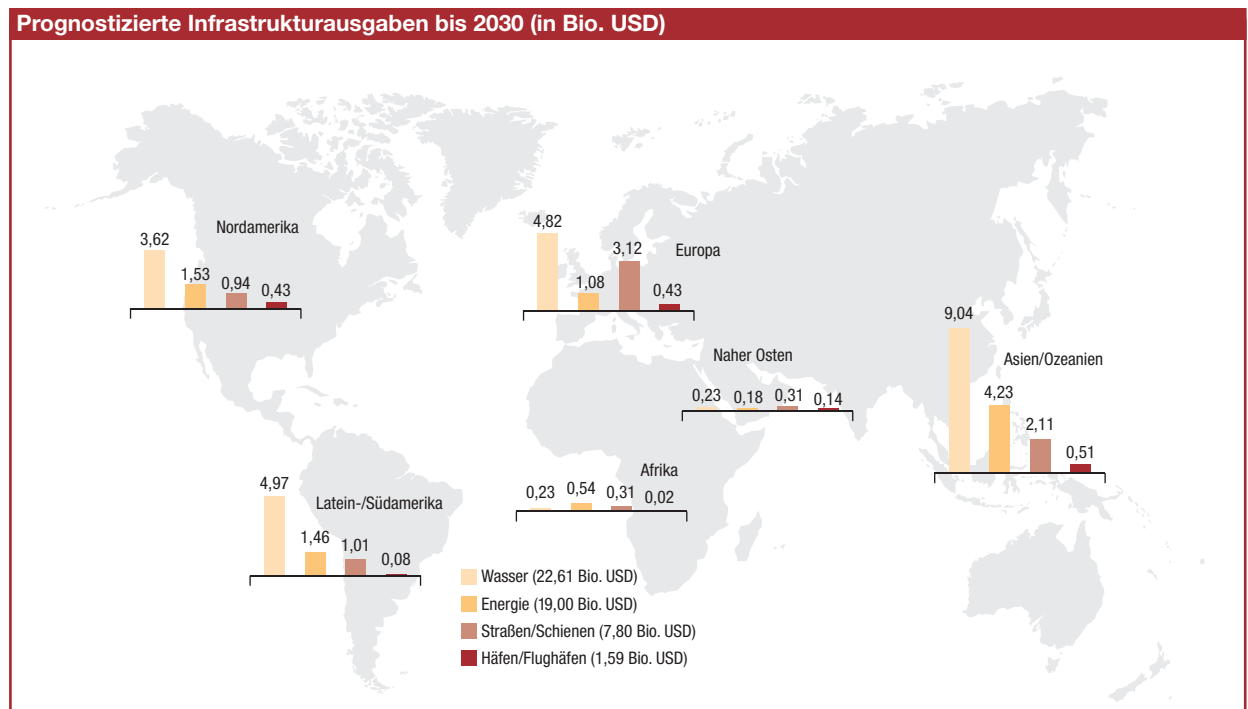 Prognostizierte Infrastrukturausgaben bis 2030 (in Bio. USD)
Nordamerika
3,62
1,53
0,94
0,43
Europa
4,82
1,08
3,12
0,43
Naher Osten
0,23
0,18
0,31
0,14
Asien/Ozeanien
9,04
4,23
2,11
0,51
Afrika
0,23
0,54
0,31
0,02
Latein-/Südamerika
4,97
1,46
1,01
0,08
Wasser (22,61 Bio. USD)
Energie (19,00 Bio. USD)
Straßen/Schienen (7,80 Bio. USD)
Häfen/Flughäfen (1,59 Bio. USD)